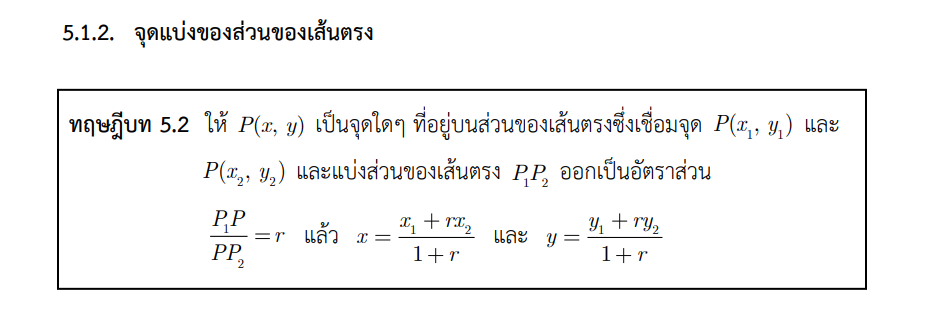 5.1.2. จุดแบ่งของส่วนของเส้นตรง
ทฤษฎีบท 5.2 ให้ P(x, y) เป็นจุดใดๆ ที่อยู่บนส่วนของเส้นตรงซึ่งเชื่อมจุด P(x₁, y₁) และ
P(x₂, y₂) และแบ่งส่วนของเส้นตรง P₁P₂ ออกเป็นอัตราส่วน
P₁P/PP₂ = r แล้ว x = (x₁ + rx₂)/(1 + r) และ y = (y₁ + ry₂)/(1 + r)